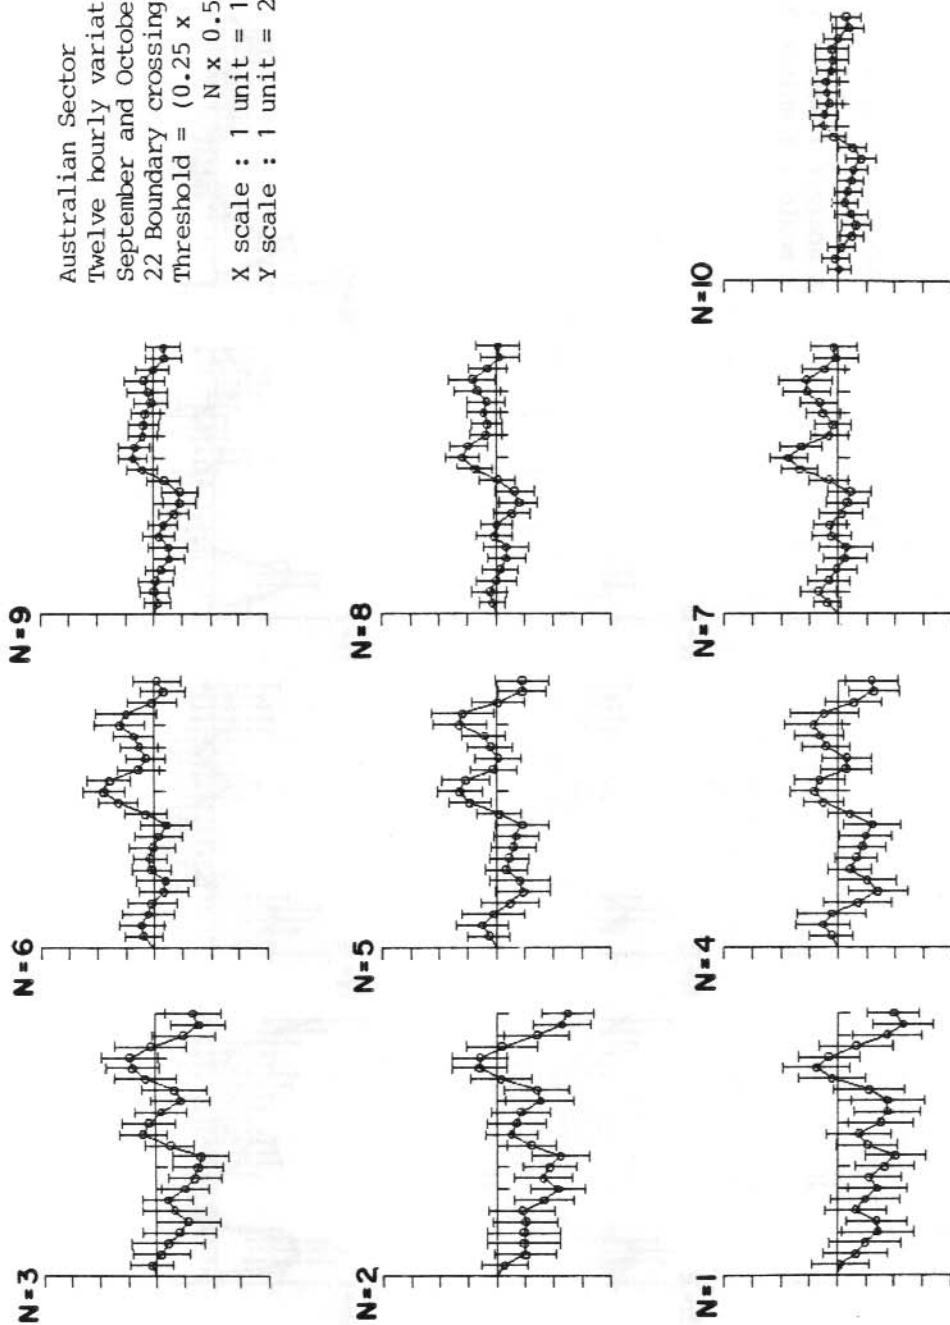 Australian Sector
Twelve hourly variat
September and Octobe
22 Boundary crossing
Threshold = (0.25 x
N x 0.5
X scale : 1 unit = 1
Y scale : 1 unit = 2
N=9
N=6
N=3
N=8
N=5
N=2
N=10
N=7
N=4
N=1